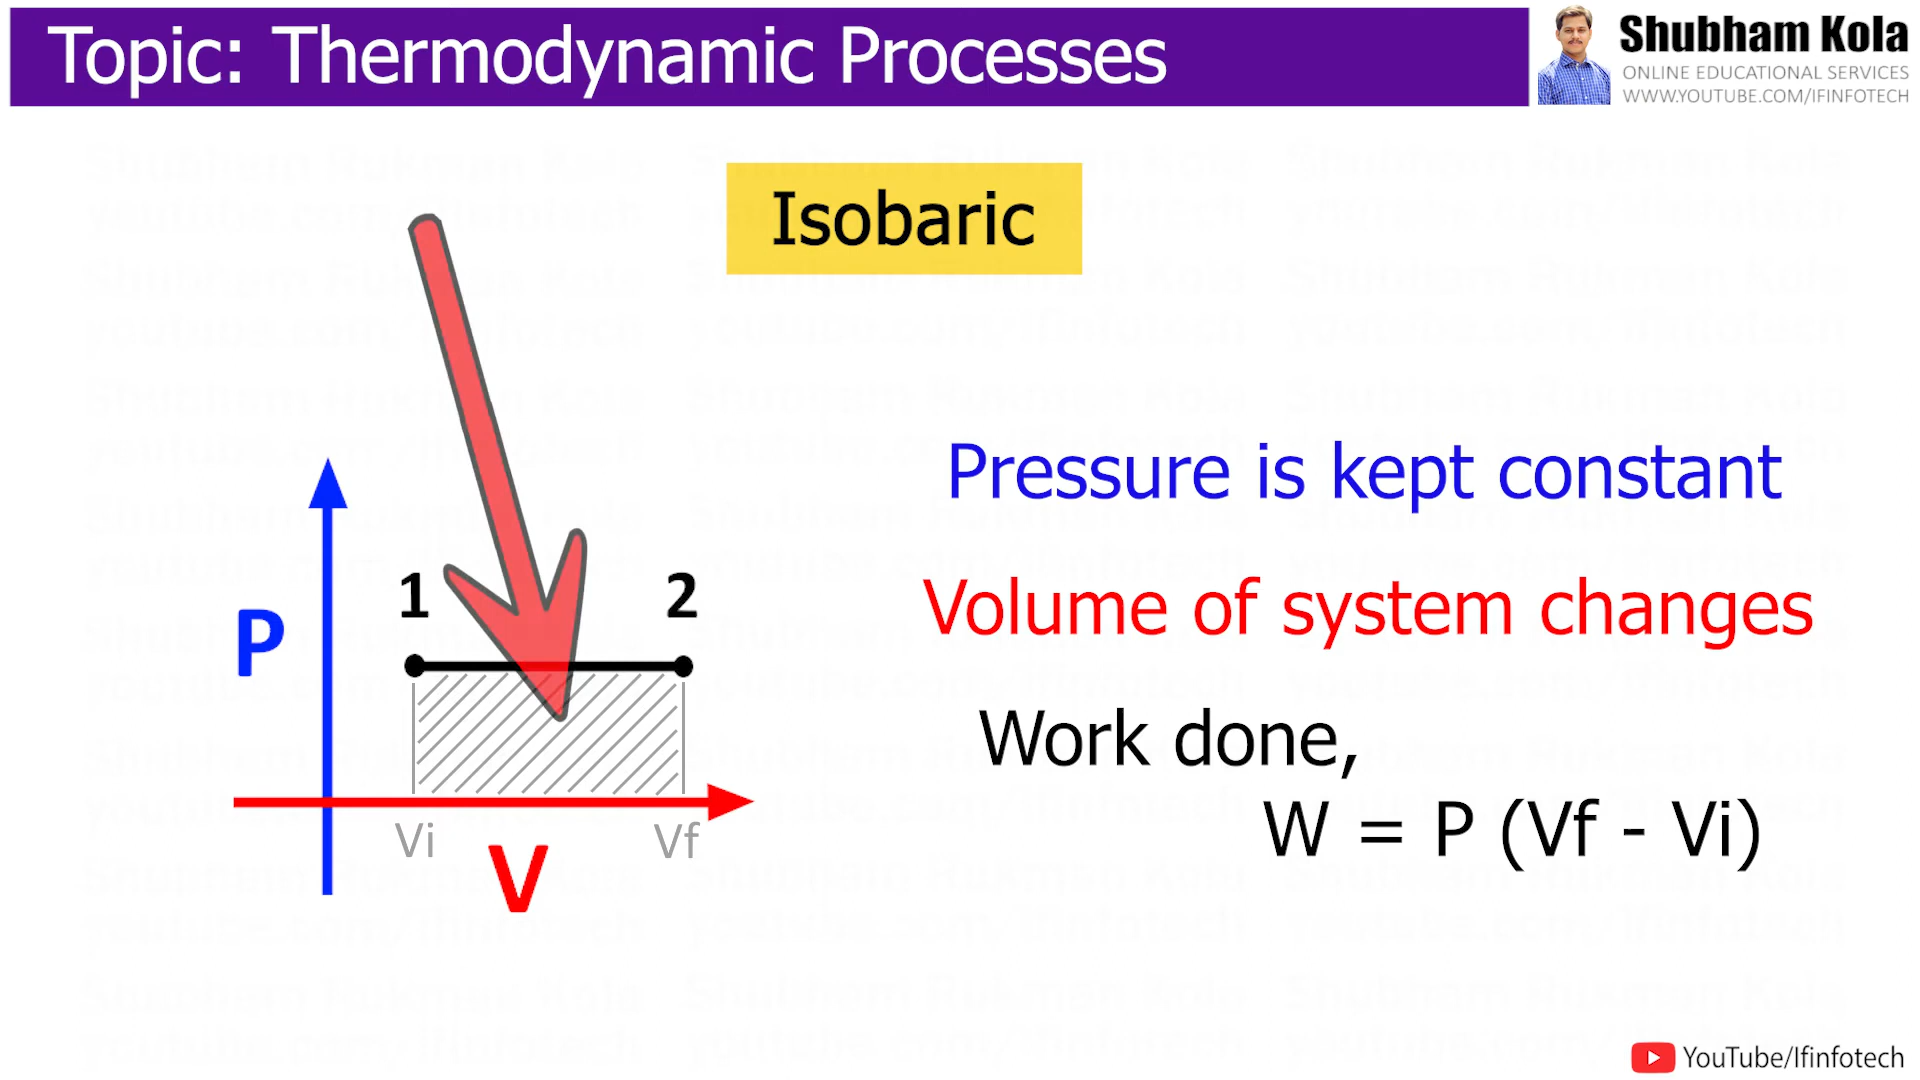 Topic: Thermodynamic Processes
Shubham Kola
ONLINE EDUCATIONAL SERVICES
WWW.YOUTUBE.COM/IFINFOTECH
Isobaric
Pressure is kept constant
1
2
Volume of system changes
P
Work done,
W = P (Vf - Vi)
Vi
Vf
V
YouTube/Ifinfotech